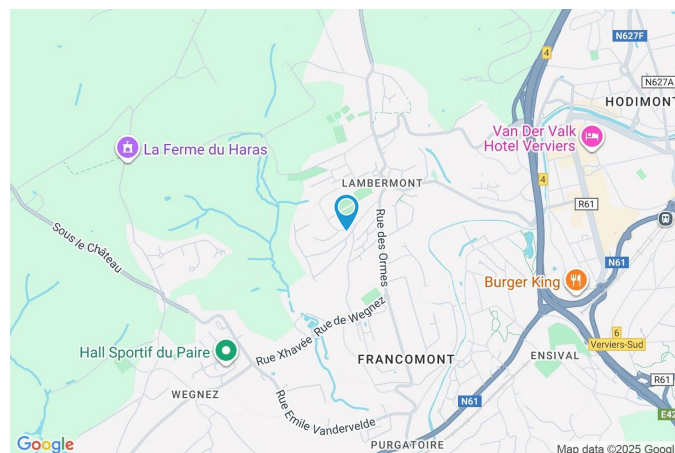 N627F
4
N627A
HODIMONT
Van Der Valk
Hotel Verviers
La Ferme du Haras
LAMBERMONT
4
R61
Rue des Ormes
Sous le Château
N61
Burger King
Rue Xhavée
Rue de Wegnez
Hall Sportif du Paire
6
Verviers-Sud
FRANCOMONT
ENSIVAL
R61
WEGNEZ
N61
Rue Emile Vandervelde
E42
PURGATOIRE
Google
Map data ©2025 Google